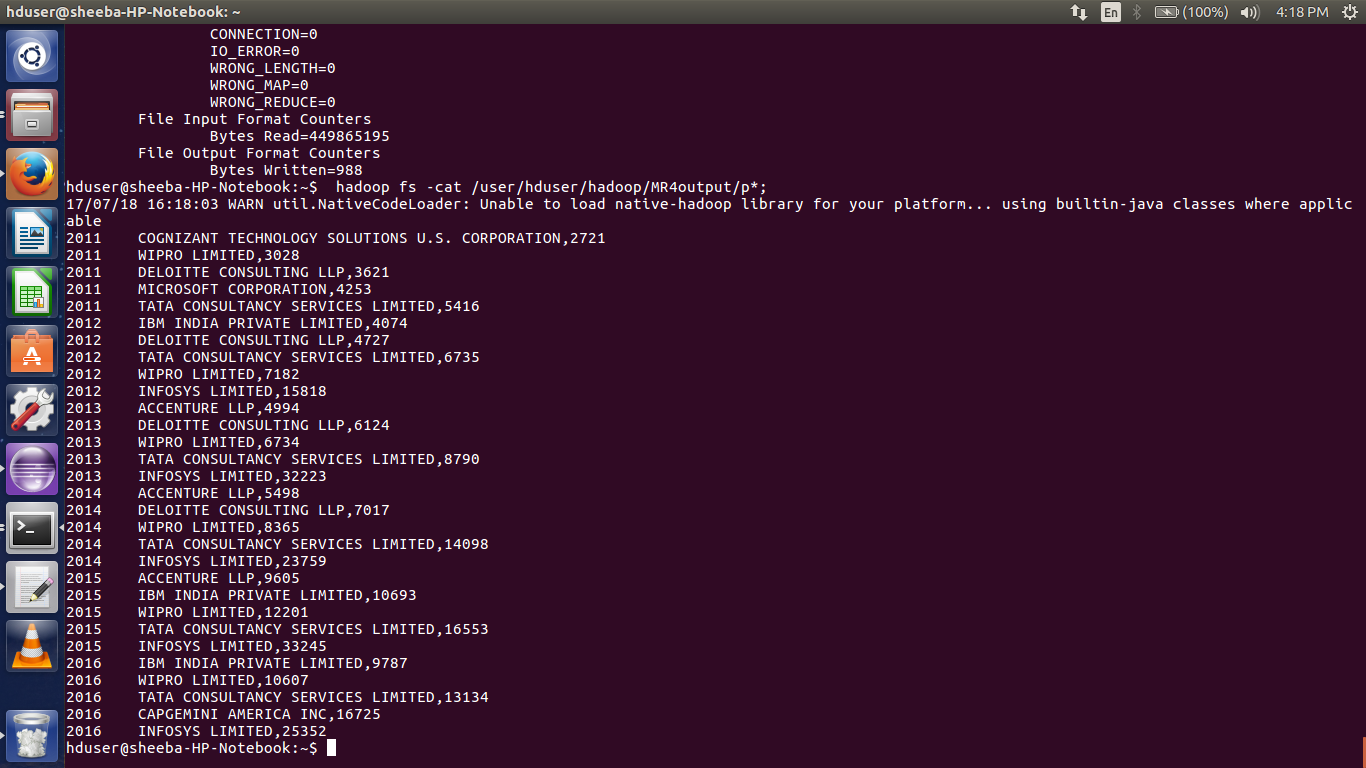 hduser@sheeba-HP-Notebook: ~
En
(100%)
4:18 PM
CONNECTION=0
IO_ERROR=0
WRONG_LENGTH=0
WRONG_MAP=0
WRONG_REDUCE=0
File Input Format Counters
Bytes Read=449865195
File Output Format Counters
Bytes Written=988
hduser@sheeba-HP-Notebook:~$  hadoop fs -cat /user/hduser/hadoop/MR4output/p*;
17/07/18 16:18:03 WARN util.NativeCodeLoader: Unable to load native-hadoop library for your platform... using builtin-java classes where applic
able
2011    COGNIZANT TECHNOLOGY SOLUTIONS U.S. CORPORATION,2721
2011    WIPRO LIMITED,3028
2011    DELOITTE CONSULTING LLP,3621
2011    MICROSOFT CORPORATION,4253
2011    TATA CONSULTANCY SERVICES LIMITED,5416
2012    IBM INDIA PRIVATE LIMITED,4074
2012    DELOITTE CONSULTING LLP,4727
2012    TATA CONSULTANCY SERVICES LIMITED,6735
2012    WIPRO LIMITED,7182
2012    INFOSYS LIMITED,15818
2013    ACCENTURE LLP,4994
2013    DELOITTE CONSULTING LLP,6124
2013    WIPRO LIMITED,6734
2013    TATA CONSULTANCY SERVICES LIMITED,8790
2013    INFOSYS LIMITED,32223
2014    ACCENTURE LLP,5498
2014    DELOITTE CONSULTING LLP,7017
2014    WIPRO LIMITED,8365
2014    TATA CONSULTANCY SERVICES LIMITED,14098
2014    INFOSYS LIMITED,23759
2015    ACCENTURE LLP,9605
2015    IBM INDIA PRIVATE LIMITED,10693
2015    WIPRO LIMITED,12201
2015    TATA CONSULTANCY SERVICES LIMITED,16553
2015    INFOSYS LIMITED,33245
2016    IBM INDIA PRIVATE LIMITED,9787
2016    WIPRO LIMITED,10607
2016    TATA CONSULTANCY SERVICES LIMITED,13134
2016    CAPGEMINI AMERICA INC,16725
2016    INFOSYS LIMITED,25352
hduser@sheeba-HP-Notebook:~$